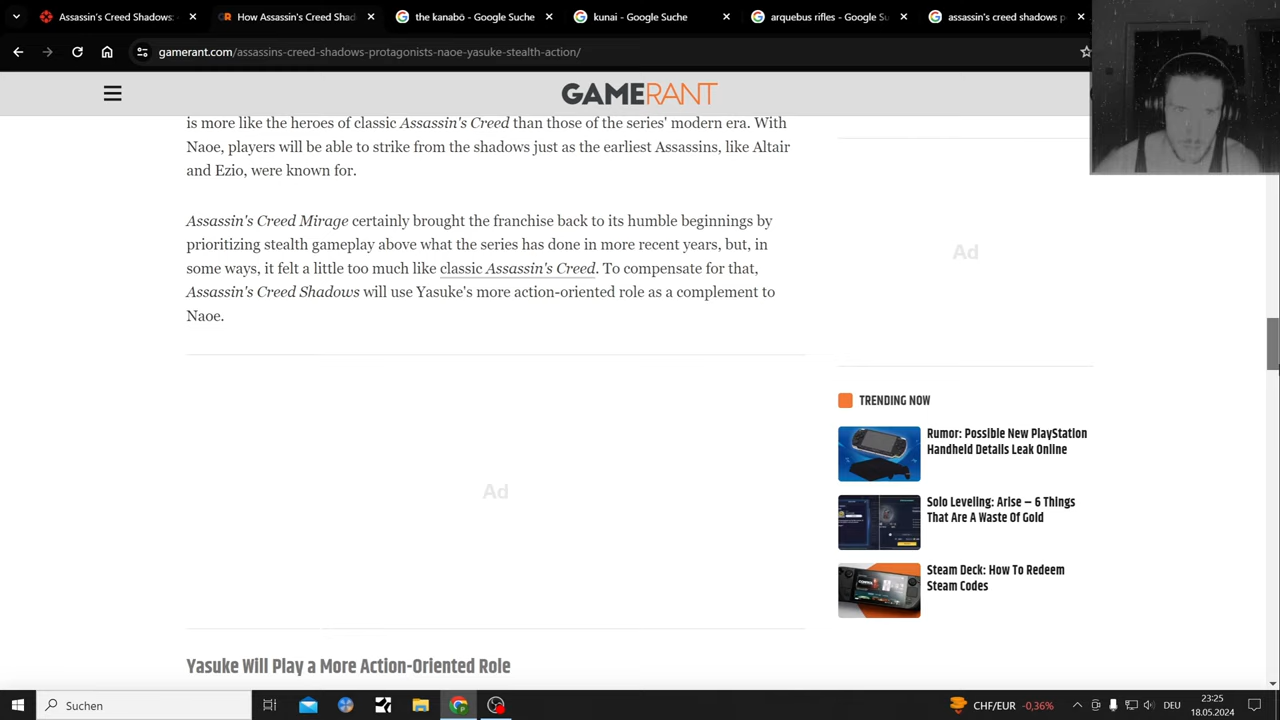 Assassin's Creed Shadows:
How Assassin's Creed Shad
the kanabō - Google Suche
kunai - Google Suche
arquebus rifles - Google Su
assassin's creed shadows p
gamerant.com/assassins-creed-shadows-protagonists-naoe-yasuke-stealth-action/
GAMERANT
is more like the heroes of classic Assassin's Creed than those of the series' modern era. With
Naoe, players will be able to strike from the shadows just as the earliest Assassins, like Altair
and Ezio, were known for.
Assassin's Creed Mirage certainly brought the franchise back to its humble beginnings by
prioritizing stealth gameplay above what the series has done in more recent years, but, in
some ways, it felt a little too much like classic Assassin's Creed. To compensate for that,
Assassin's Creed Shadows will use Yasuke's more action-oriented role as a complement to
Naoe.
Ad
Yasuke Will Play a More Action-Oriented Role
Ad
TRENDING NOW
Rumor: Possible New PlayStation
Handheld Details Leak Online
Solo Leveling: Arise – 6 Things
That Are A Waste Of Gold
Steam Deck: How To Redeem
Steam Codes
Suchen
CHF/EUR -0,36%
DEU
23:25
18.05.2024